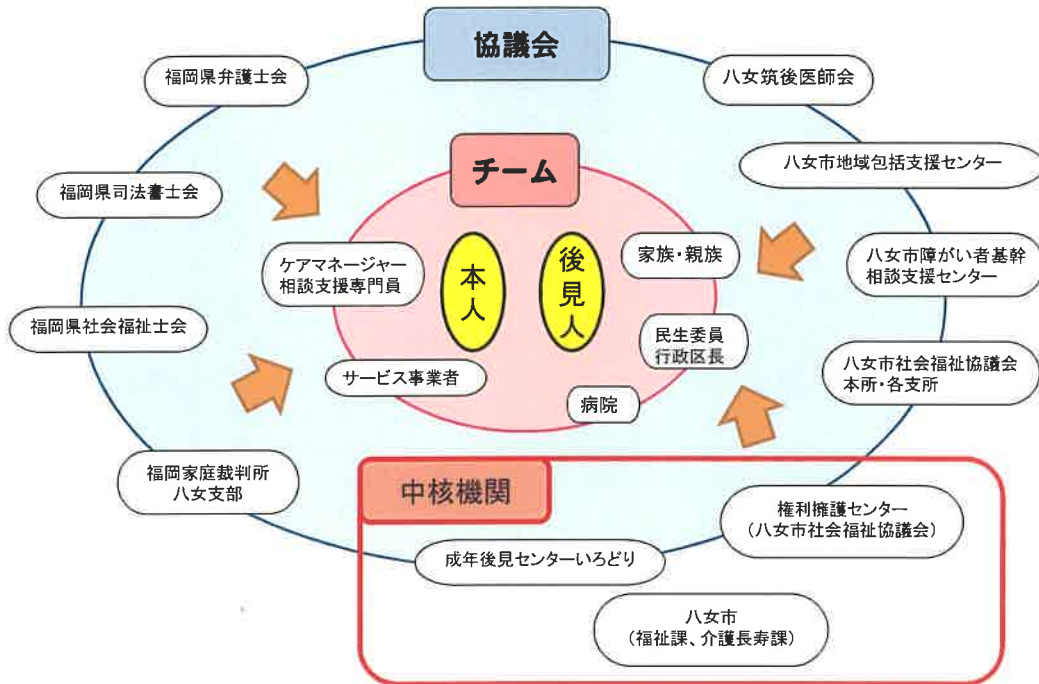 協議会
福岡県弁護士会
八女筑後医師会
チーム
八女市地域包括支援センター
福岡県司法書士会
ケアマネージャー
相談支援専門員
本人
後見人
家族・親族
八女市障がい者基幹
相談支援センター
福岡県社会福祉士会
民生委員
行政区長
サービス事業者
八女市社会福祉協議会
本所・各支所
病院
福岡家庭裁判所
八女支部
中核機関
権利擁護センター
（八女市社会福祉協議会）
成年後見センターいろどり
八女市
（福祉課、介護長寿課）